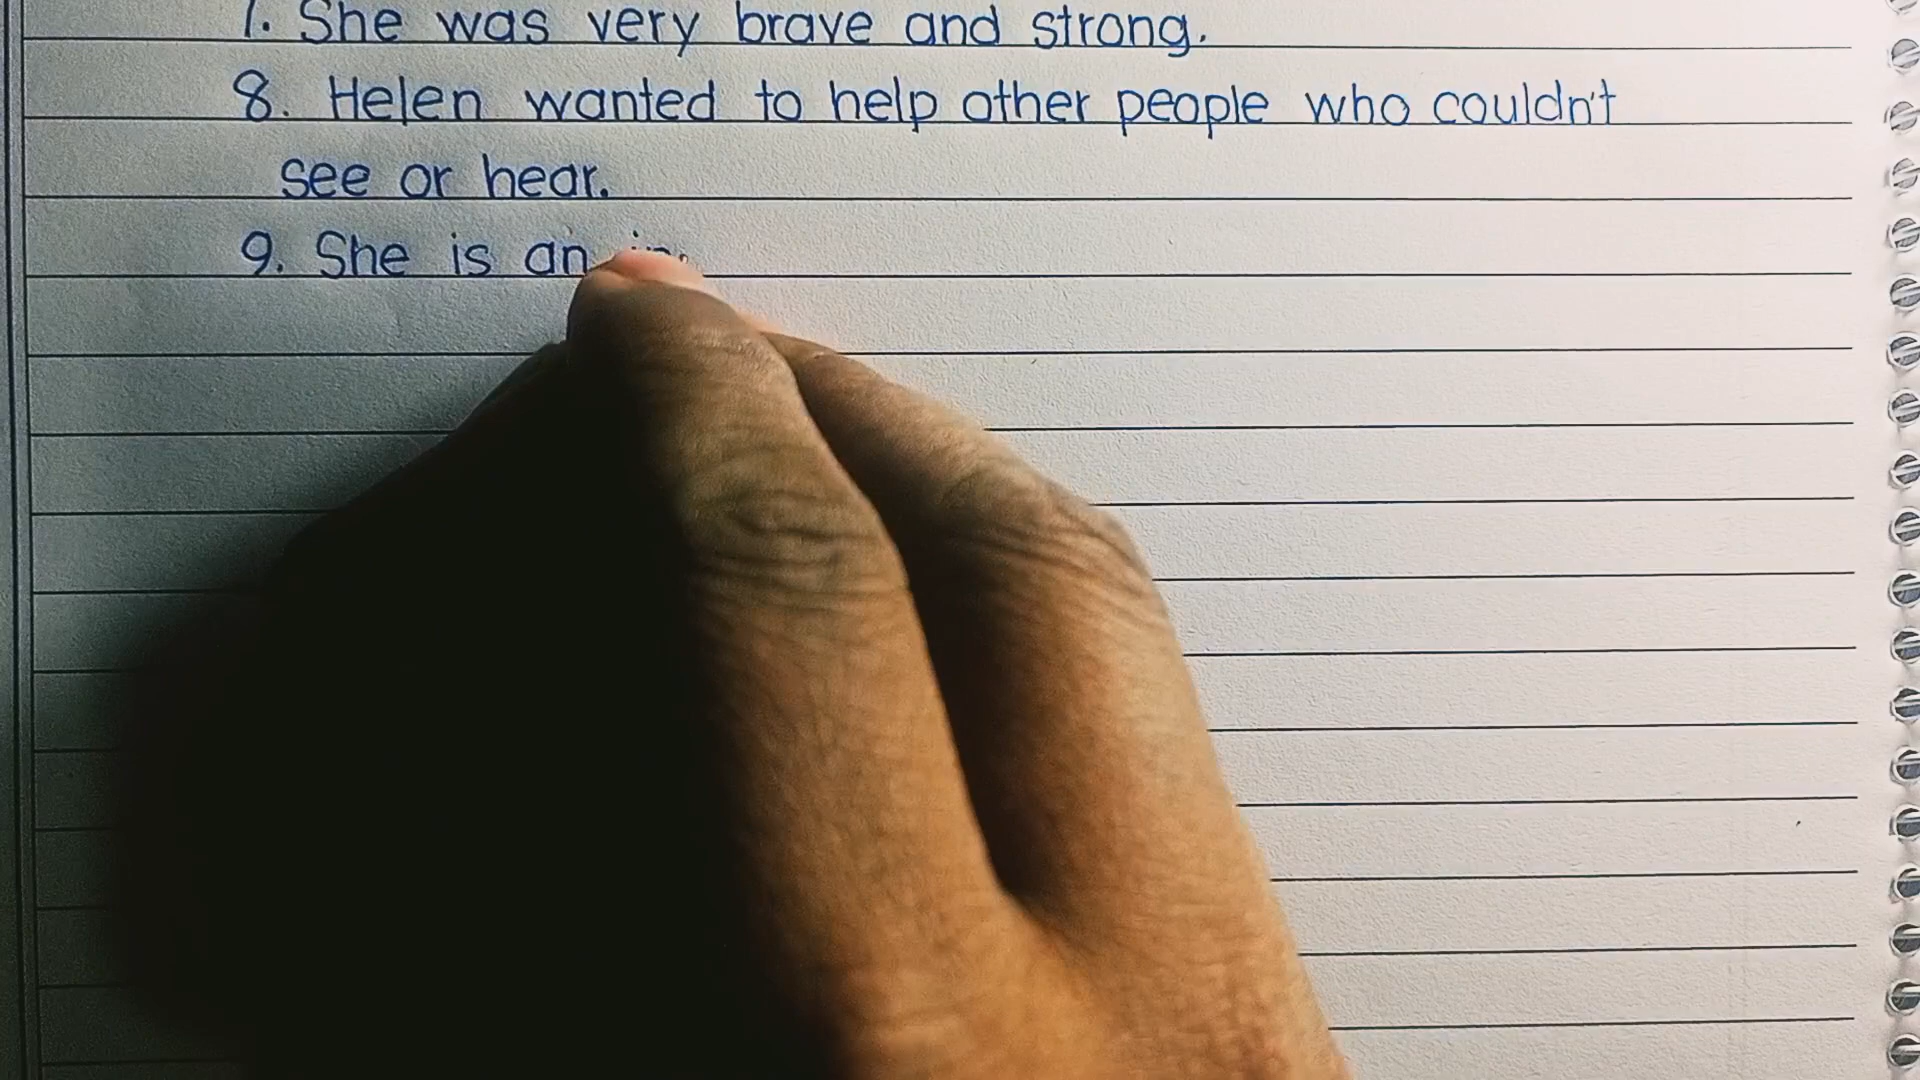 7. She was very brave and strong.
8. Helen wanted to help other people who couldn't
see or hear.
9. She is an